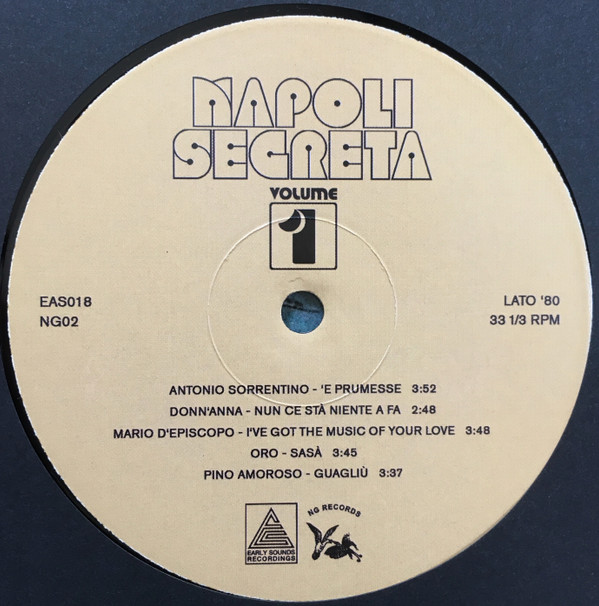 NAPOLI
SECRETA
VOLUME
1
EAS018
NG02
LATO '80
33 1/3 RPM
ANTONIO SORRENTINO - 'E PRUMESSE 3:52
DONN'ANNA - NUN CE STÀ NIENTE A FA 2:48
MARIO D'EPISCOPO - I'VE GOT THE MUSIC OF YOUR LOVE 3:48
ORO - SASÀ 3:45
PINO AMOROSO - GUAGLIÙ 3:37
EARLY SOUNDS
RECORDINGS
NG RECORDS